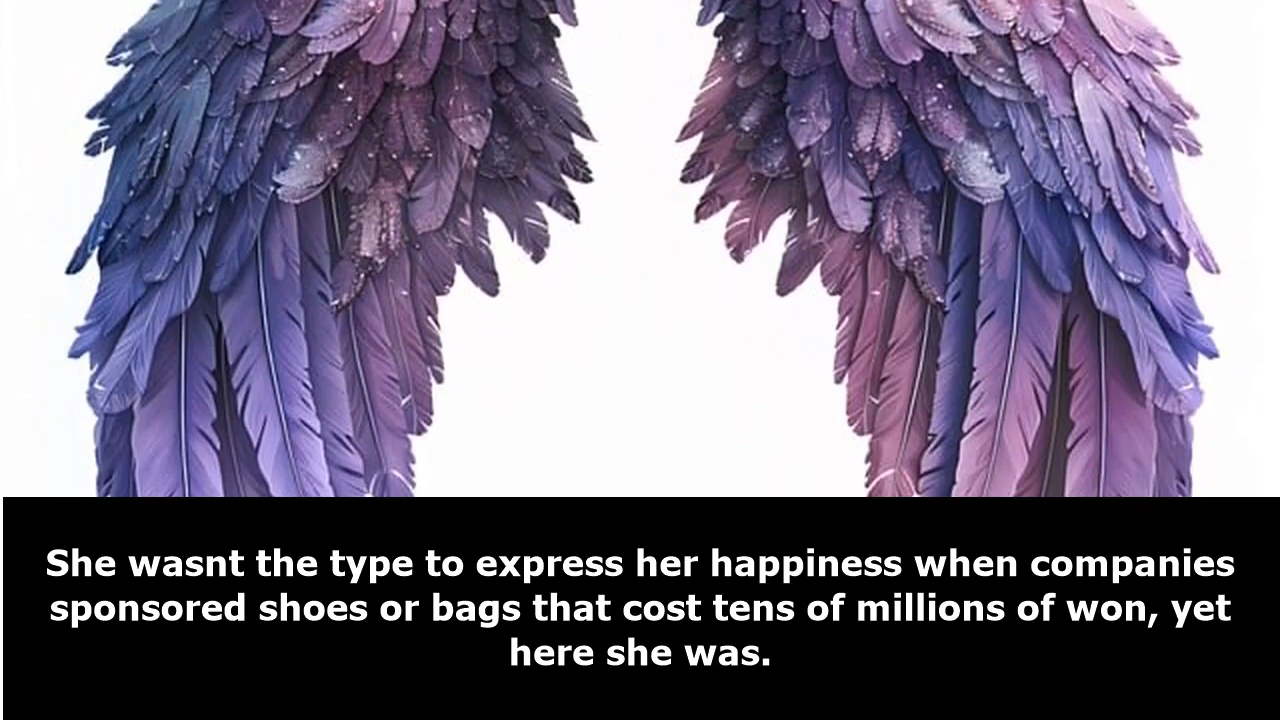 She wasnt the type to express her happiness when companies
sponsored shoes or bags that cost tens of millions of won, yet
here she was.